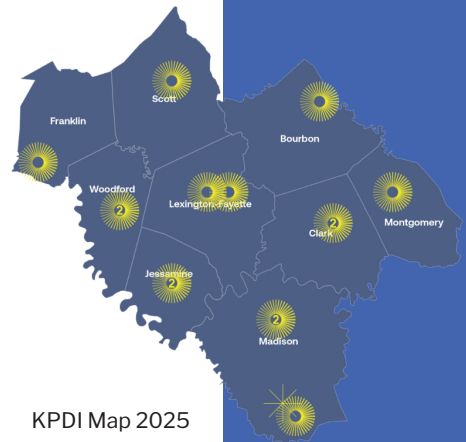 Scott
Franklin
Bourbon
Woodford
2
Lexington-Fayette
2
Clark
Montgomery
Jessamine
2
2
Madison
KPDI Map 2025